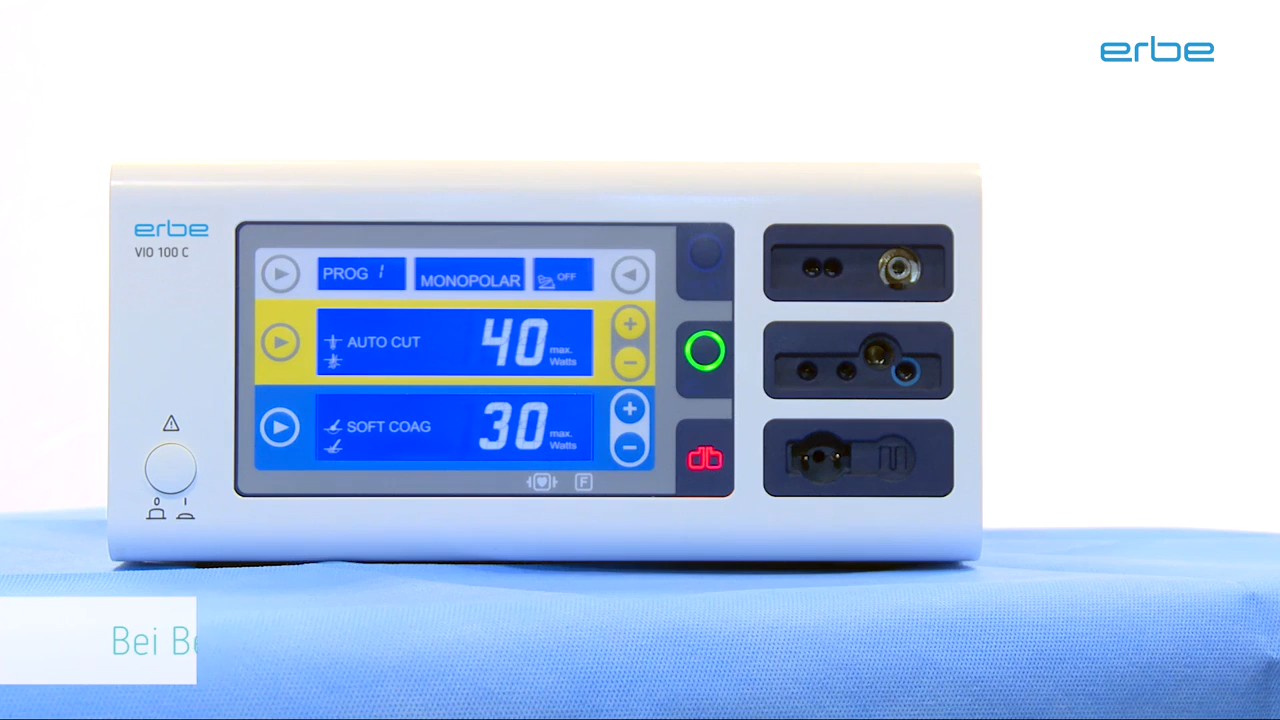 erbe
erbe
VIO 100 C
PROG 1
MONOPOLAR
OFF
AUTO CUT
40
max.
Watts
SOFT COAG
30
max.
Watts
F
0 I
Bei